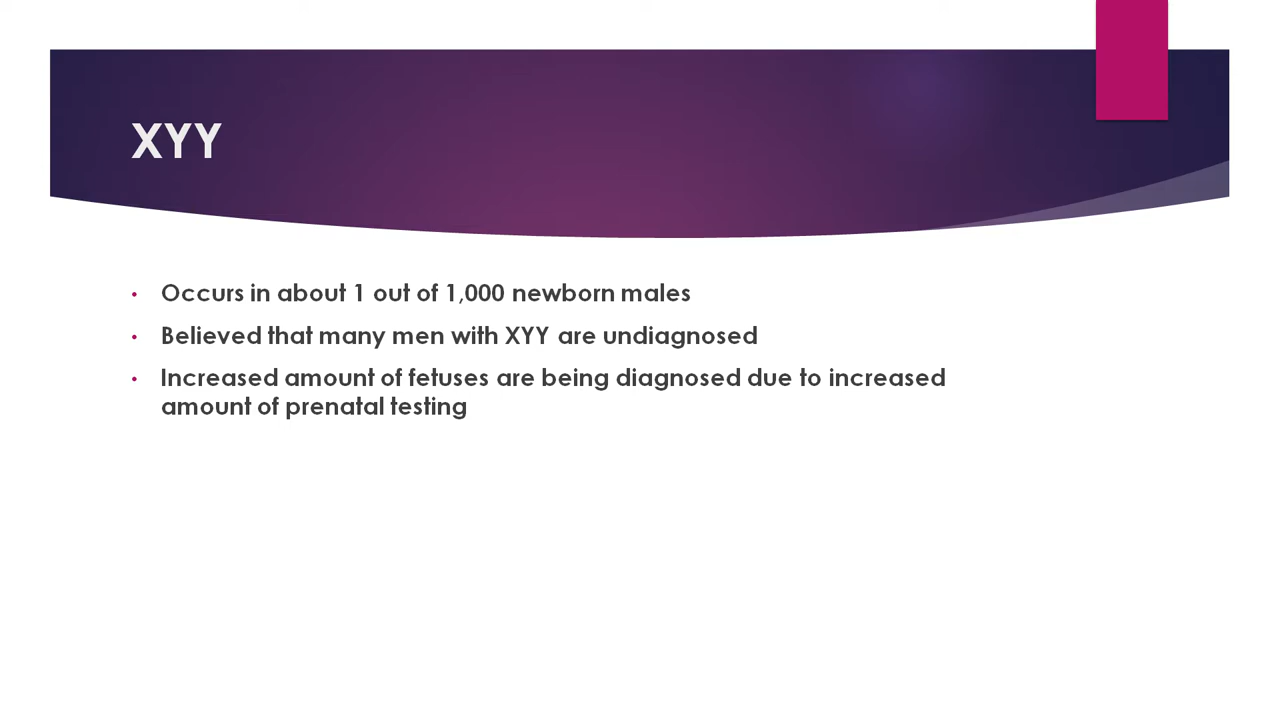 XYY
• Occurs in about 1 out of 1,000 newborn males
• Believed that many men with XYY are undiagnosed
• Increased amount of fetuses are being diagnosed due to increased
amount of prenatal testing